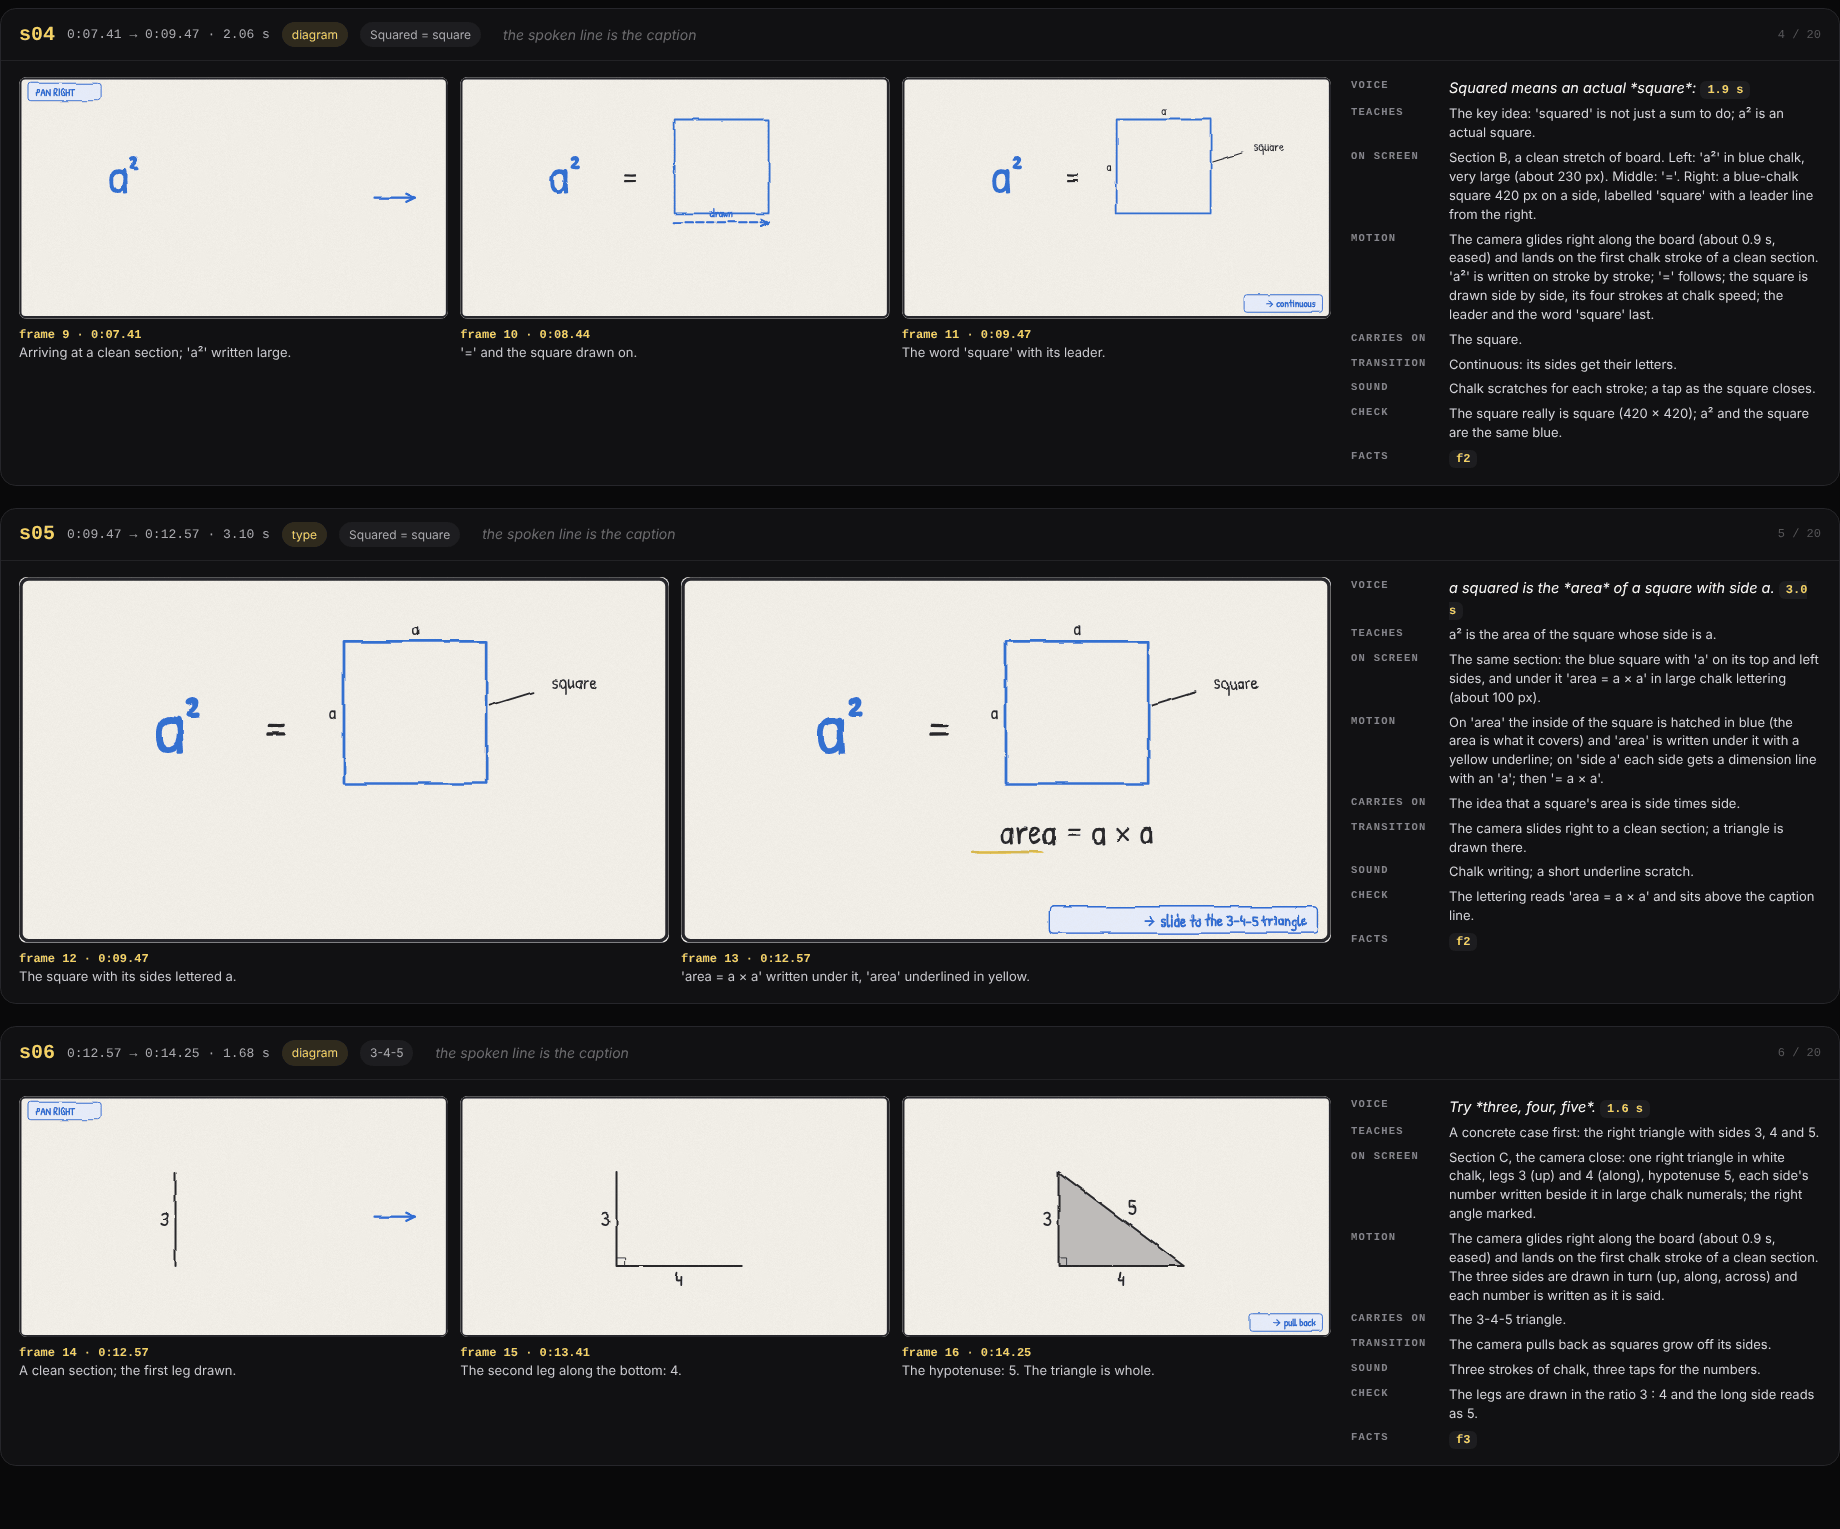 s04 0:07.41 → 0:09.47 · 2.06 s diagram Squared = square the spoken line is the caption 4 / 20
PAN RIGHT
a²
a² =
drawn
a² =
a
a
square
→ continuous
frame 9 · 0:07.41
Arriving at a clean section; 'a²' written large.
frame 10 · 0:08.44
'=' and the square drawn on.
frame 11 · 0:09.47
The word 'square' with its leader.
VOICE Squared means an actual *square*: 1.9 s
TEACHES The key idea: 'squared' is not just a sum to do; a² is an
actual square.
ON SCREEN Section B, a clean stretch of board. Left: 'a²' in blue chalk,
very large (about 230 px). Middle: '='. Right: a blue-chalk
square 420 px on a side, labelled 'square' with a leader line
from the right.
MOTION The camera glides right along the board (about 0.9 s,
eased) and lands on the first chalk stroke of a clean section.
'a²' is written on stroke by stroke; '=' follows; the square is
drawn side by side, its four strokes at chalk speed; the
leader and the word 'square' last.
CARRIES ON The square.
TRANSITION Continuous: its sides get their letters.
SOUND Chalk scratches for each stroke; a tap as the square closes.
CHECK The square really is square (420 × 420); a² and the square
are the same blue.
FACTS f2
s05 0:09.47 → 0:12.57 · 3.10 s type Squared = square the spoken line is the caption 5 / 20
a² =
a
a
square
a² =
a
a
square
area = a × a
→ slide to the 3-4-5 triangle
frame 12 · 0:09.47
The square with its sides lettered a.
frame 13 · 0:12.57
'area = a × a' written under it, 'area' underlined in yellow.
VOICE a squared is the *area* of a square with side a. 3.0
s
TEACHES a² is the area of the square whose side is a.
ON SCREEN The same section: the blue square with 'a' on its top and left
sides, and under it 'area = a × a' in large chalk lettering
(about 100 px).
MOTION On 'area' the inside of the square is hatched in blue (the
area is what it covers) and 'area' is written under it with a
yellow underline; on 'side a' each side gets a dimension line
with an 'a'; then '= a × a'.
CARRIES ON The idea that a square's area is side times side.
TRANSITION The camera slides right to a clean section; a triangle is
drawn there.
SOUND Chalk writing; a short underline scratch.
CHECK The lettering reads 'area = a × a' and sits above the caption
line.
FACTS f2
s06 0:12.57 → 0:14.25 · 1.68 s diagram 3-4-5 the spoken line is the caption 6 / 20
PAN RIGHT
3
3
4
3
5
4
→ pull back
frame 14 · 0:12.57
A clean section; the first leg drawn.
frame 15 · 0:13.41
The second leg along the bottom: 4.
frame 16 · 0:14.25
The hypotenuse: 5. The triangle is whole.
VOICE Try *three, four, five*. 1.6 s
TEACHES A concrete case first: the right triangle with sides 3, 4 and 5.
ON SCREEN Section C, the camera close: one right triangle in white
chalk, legs 3 (up) and 4 (along), hypotenuse 5, each side's
number written beside it in large chalk numerals; the right
angle marked.
MOTION The camera glides right along the board (about 0.9 s,
eased) and lands on the first chalk stroke of a clean section.
The three sides are drawn in turn (up, along, across) and
each number is written as it is said.
CARRIES ON The 3-4-5 triangle.
TRANSITION The camera pulls back as squares grow off its sides.
SOUND Three strokes of chalk, three taps for the numbers.
CHECK The legs are drawn in the ratio 3 : 4 and the long side reads
as 5.
FACTS f3